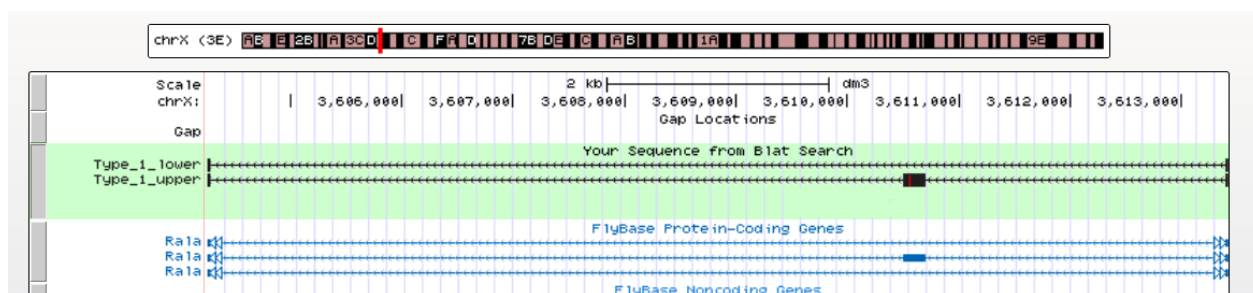 chrX (3E) AB E 2B A 3C D C F A D 7B DE C AB 1A 9E
Scale 2 kb dm3
chrX: 3,606,000 3,607,000 3,608,000 3,609,000 3,610,000 3,611,000 3,612,000 3,613,000
Gap Locations
Gap
Your Sequence from Blat Search
Type_1_lower
Type_1_upper
FlyBase Protein-Coding Genes
Rala
Rala
Rala
FlyBase Noncoding Genes